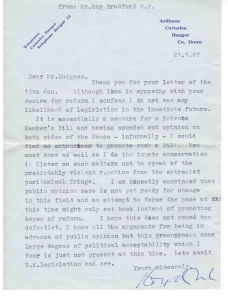 from: Mr.Roy Bradford M.P.
Ardinon
Carnalea
Bangor
Co. Down
21.1.67
Dear Mr.Dudgeon,
Thank you for your letter of the
15th Jan. Although I am in sympathy with your
desire for reform I confess I do not see any
likelihood of legislation in the immediate future.
It is essentially a measure for a Private
Member's Bill and having sounded out opinion on
both sides of the House - informally - I could
find no enthusiasm to promote such a Bill. You
must know as well as I do the innate conservatism
in Ulster on such matters not to speak of the
predictably virulent reaction from the extremist
puritanical fringe. I am honestly convinced that
public opinion here is not yet ready for change
in this field and an attempt to force the pace at
this time might only set back instead of promoting
hopes of reform. I hope this does not sound too
defeatist. I know all the arguments for being in
advance of public opinion but this presupposes some
large degree of political acceptability which I
fear is just not present at this time. Lets await
U.K.legislation and see.
Yours sincerely,